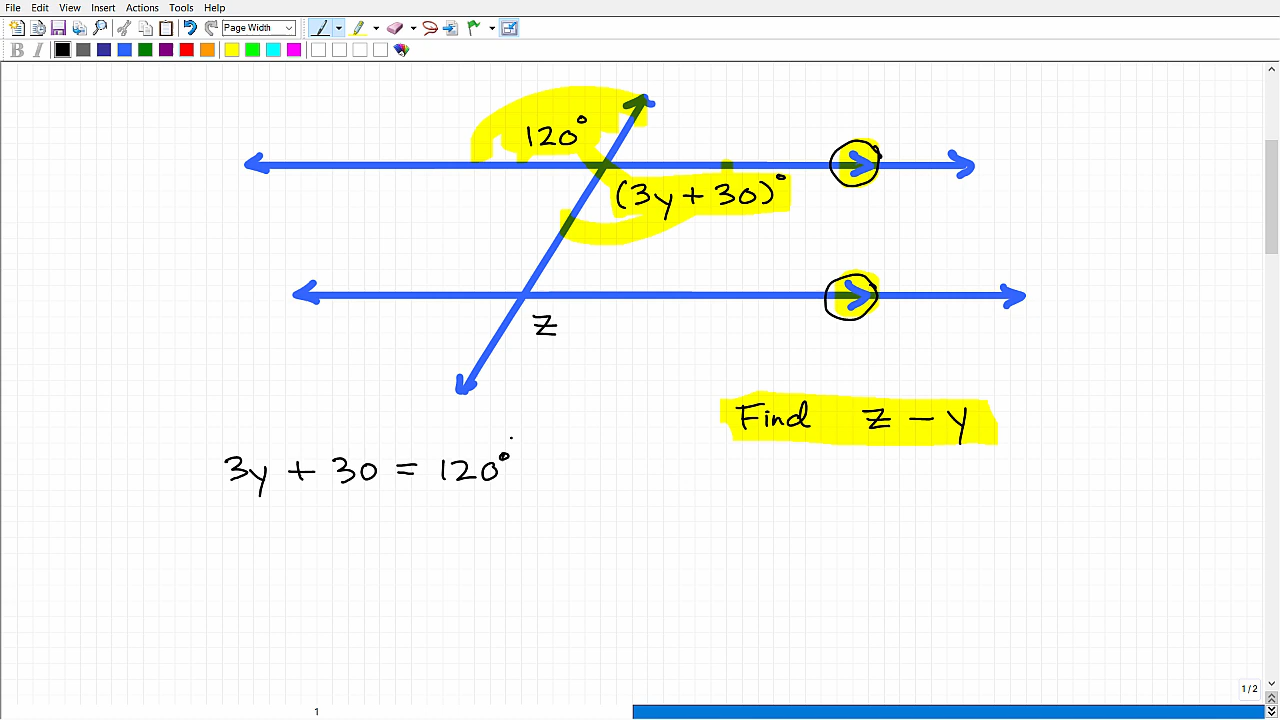 File Edit View Insert Actions Tools Help
Page Width
B I
120°
(3y + 30)°
z
Find z - y
3y + 30 = 120°
1/2
1